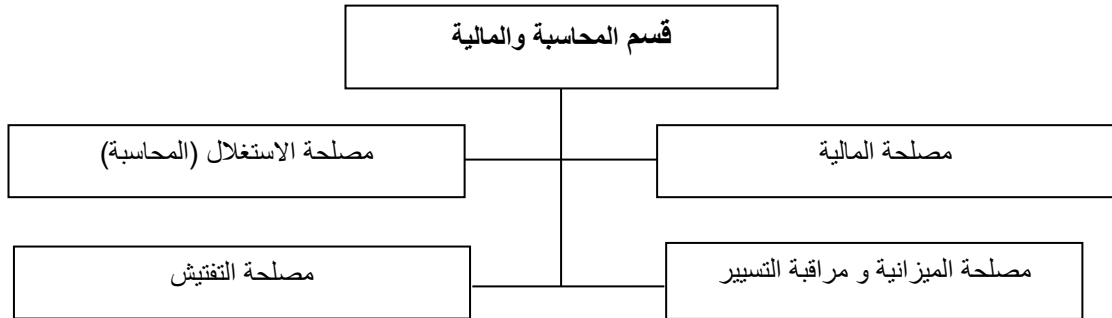 قسم المحاسبة والمالية
مصلحة المالية
مصلحة الاستغلال (المحاسبة)
مصلحة الميزانية و مراقبة التسيير
مصلحة التفتيش